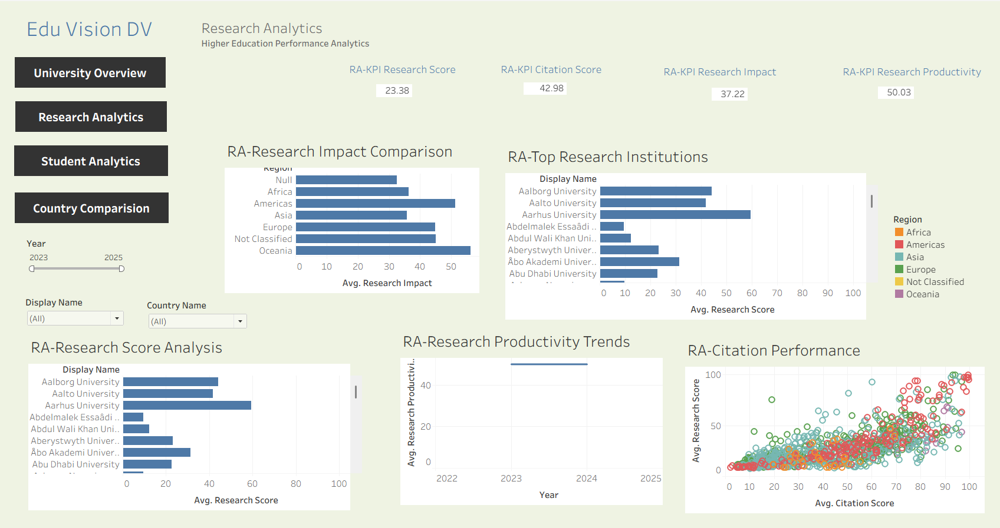 Edu Vision DV
Research Analytics
Higher Education Performance Analytics
University Overview
Research Analytics
Student Analytics
Country Comparision
RA-KPI Research Score
23.38
RA-KPI Citation Score
42.98
RA-KPI Research Impact
37.22
RA-KPI Research Productivity
50.03
Year
2023 2025
Display Name
(All)
Country Name
(All)
RA-Research Impact Comparison
Region
Null
Africa
Americas
Asia
Europe
Not Classified
Oceania
0 10 20 30 40 50
Avg. Research Impact
RA-Top Research Institutions
Display Name
Aalborg University
Aalto University
Aarhus University
Abdelmalek Essaâdi ..
Abdul Wali Khan Uni..
Aberystwyth Univer..
Åbo Akademi Univer..
Abu Dhabi University
0 10 20 30 40 50 60 70 80 90 100
Avg. Research Score
Region
Africa
Americas
Asia
Europe
Not Classified
Oceania
RA-Research Score Analysis
Display Name
Aalborg University
Aalto University
Aarhus University
Abdelmalek Essaâdi ..
Abdul Wali Khan Uni..
Aberystwyth Univer..
Åbo Akademi Univer..
Abu Dhabi University
0 20 40 60 80 100
Avg. Research Score
RA-Research Productivity Trends
Avg. Research Productivi..
40
20
0
2022 2023 2024 2025
Year
RA-Citation Performance
Avg. Research Score
100
50
0
0 10 20 30 40 50 60 70 80 90 100
Avg. Citation Score